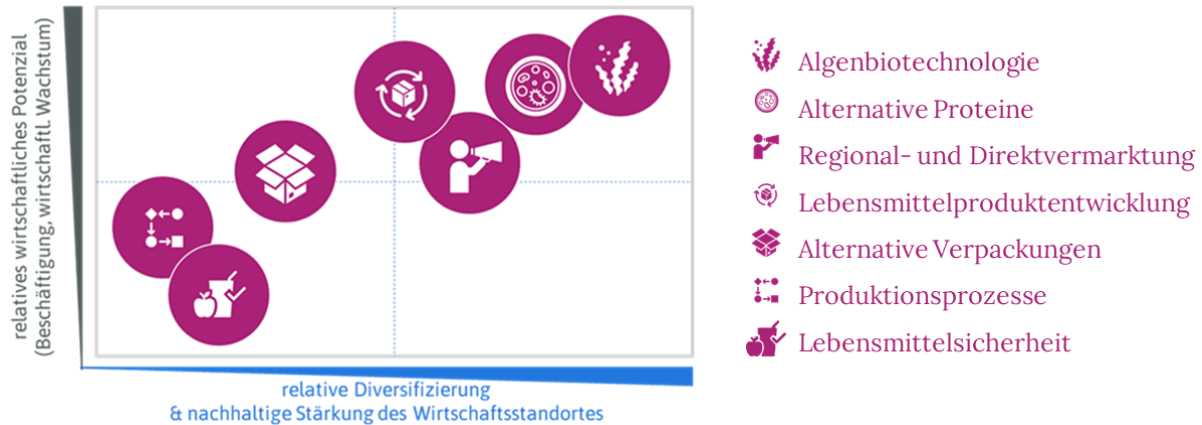 relatives wirtschaftliches Potenzial
(Beschäftigung, wirtschaftl. Wachstum)
relative Diversifizierung
& nachhaltige Stärkung des Wirtschaftsstandortes
Algenbiotechnologie
Alternative Proteine
Regional- und Direktvermarktung
Lebensmittelproduktentwicklung
Alternative Verpackungen
Produktionsprozesse
Lebensmittelsicherheit